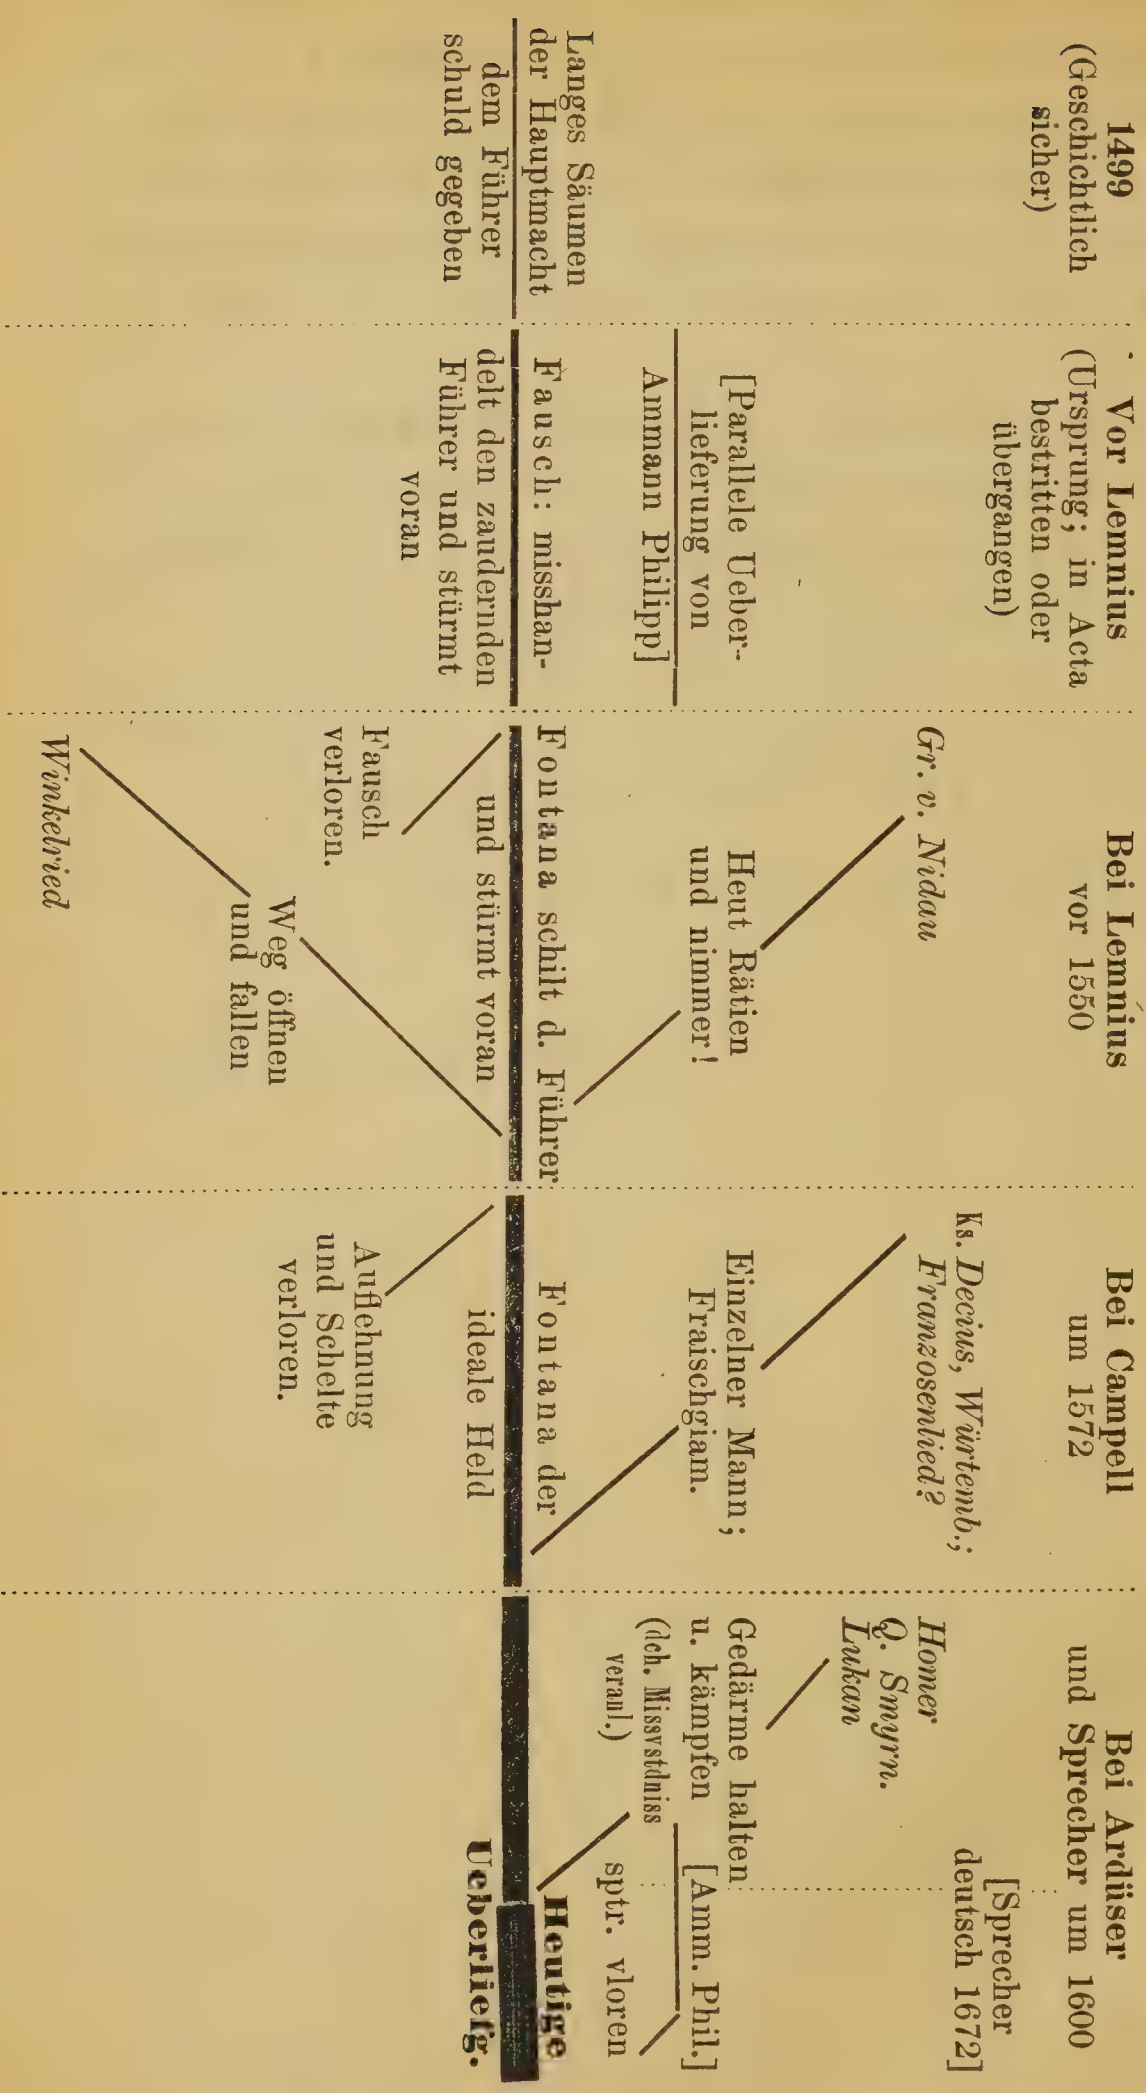 1499
(Geschichtlich
sicher)
Langes Säumen
der Hauptmacht
dem Führer
schuld gegeben
Vor Lemnius
(Ursprung; in Acta
bestritten oder
übergangen)
[Parallele Ueber-
lieferung von
Ammann Philipp]
Fausch: misshan-
delt den zaudernden
Führer und stürmt
voran
Bei Lemnius
vor 1550
Gr. v. Nidau
Heut Rätien
und nimmer!
Fontana schilt d. Führer
und stürmt voran
Fausch
verloren.
Weg öffnen
und fallen
Winkelried
Bei Campell
um 1572
Ks. Decius, Würtemb.;
Franzosenlied?
Einzelner Mann;
Fraischgiam.
Fontana der
ideale Held
Auflehnung
und Schelte
verloren.
Bei Ardüser
und Sprecher um 1600
[Sprecher
deutsch 1672]
Homer
Q. Smyrn.
Lukan
Gedärme halten
u. kämpfen
(dch. Missvstdniss
veranl.)
[Amm. Phil.]
sptr. vloren
Heutige
Ueberliefg.